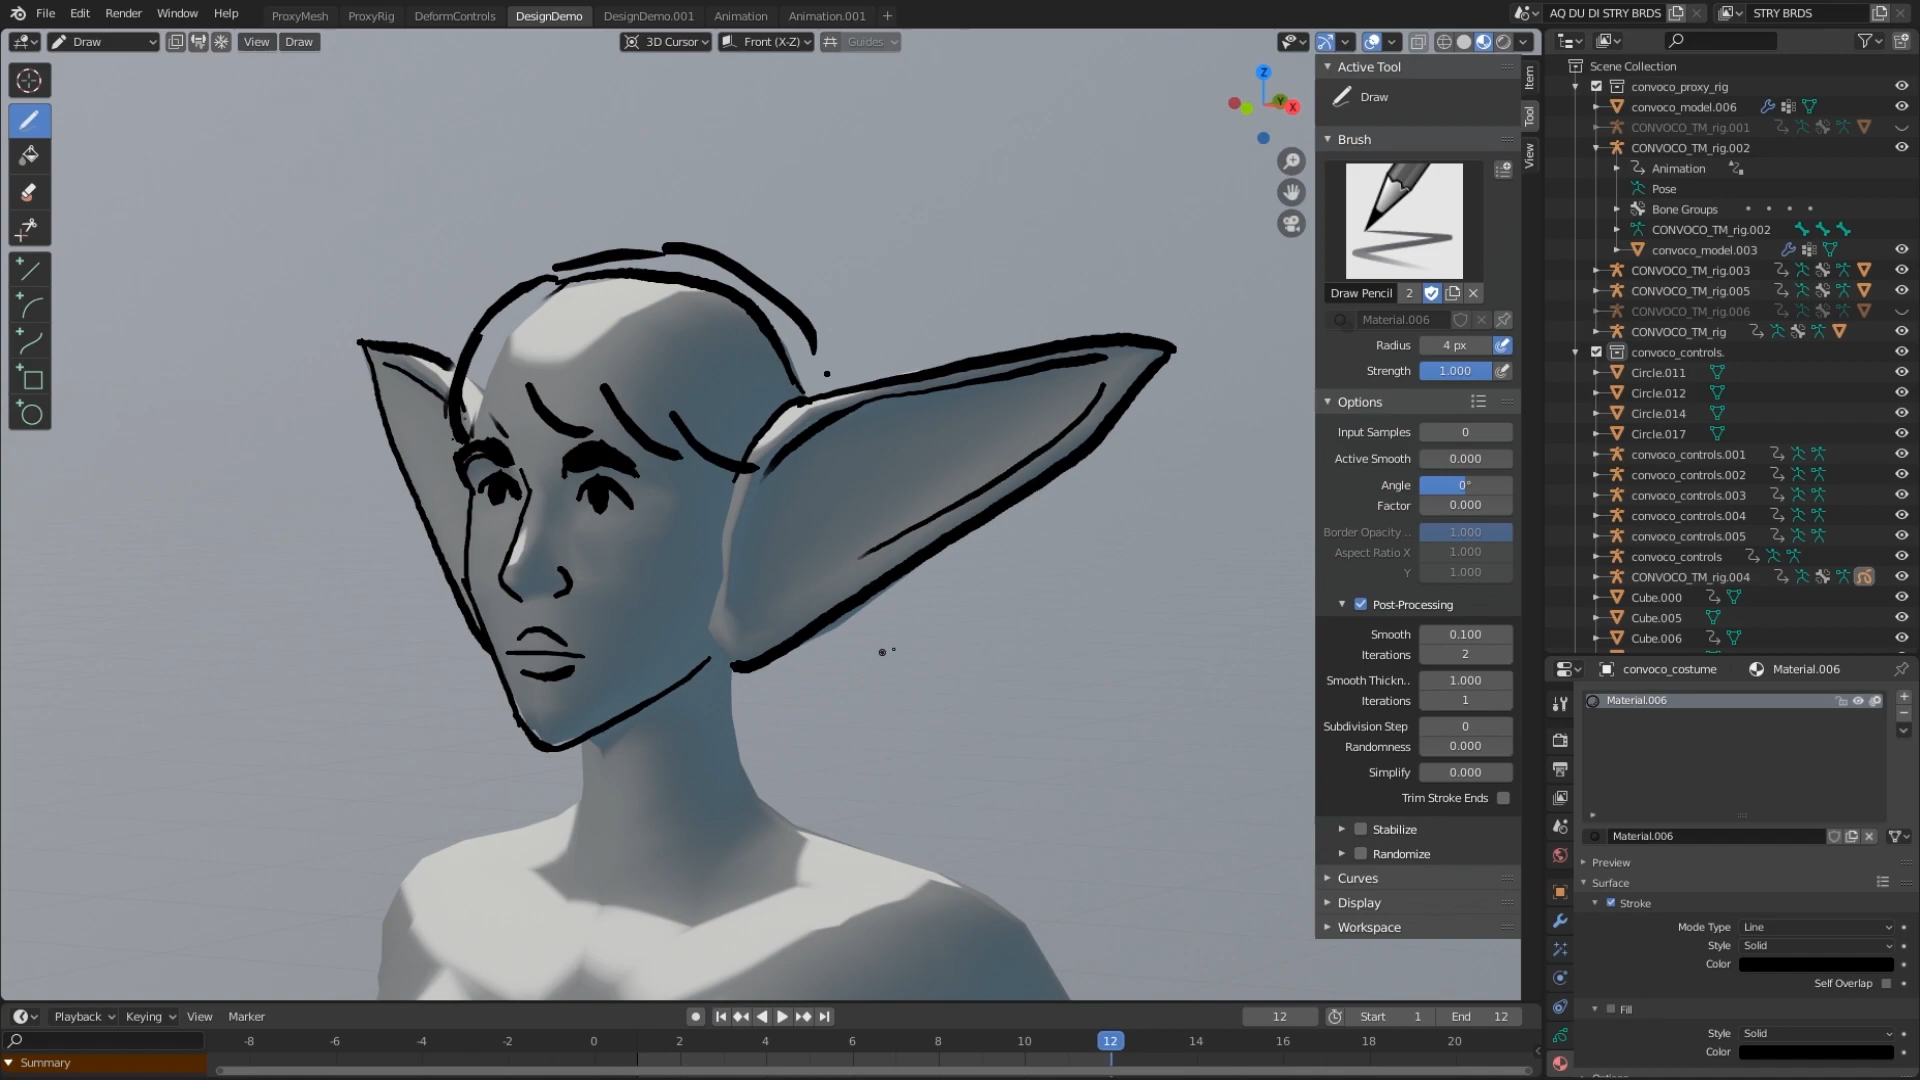 File Edit Render Window Help
ProxyMesh ProxyRig DeformControls DesignDemo DesignDemo.001 Animation Animation.001 +
AQ DU DI STRY BRDS
STRY BRDS
Draw
View Draw
3D Cursor
Front (X-Z)
Guides
Z
Y
X
Item
Tool
View
Active Tool
Draw
Brush
Draw Pencil 2
Material.006
Radius 4 px
Strength 1.000
Options
Input Samples 0
Active Smooth 0.000
Angle 0°
Factor 0.000
Border Opacity .. 1.000
Aspect Ratio X 1.000
Y 1.000
Post-Processing
Smooth 0.100
Iterations 2
Smooth Thickn.. 1.000
Iterations 1
Subdivision Step 0
Randomness 0.000
Simplify 0.000
Trim Stroke Ends
Stabilize
Randomize
Curves
Display
Workspace
Scene Collection
convoco_proxy_rig
convoco_model.006
CONVOCO_TM_rig.001
CONVOCO_TM_rig.002
Animation
Pose
Bone Groups
CONVOCO_TM_rig.002
convoco_model.003
CONVOCO_TM_rig.003
CONVOCO_TM_rig.005
CONVOCO_TM_rig.006
CONVOCO_TM_rig
convoco_controls.
Circle.011
Circle.012
Circle.014
Circle.017
convoco_controls.001
convoco_controls.002
convoco_controls.003
convoco_controls.004
convoco_controls.005
convoco_controls
CONVOCO_TM_rig.004
Cube.000
Cube.005
Cube.006
convoco_costume Material.006
Material.006
Material.006
Preview
Surface
Stroke
Mode Type Line
Style Solid
Color
Self Overlap
Fill
Style Solid
Color
Playback Keying View Marker
12 Start 1 End 12
-8 -6 -4 -2 0 2 4 6 8 10 12 14 16 18 20
Summary